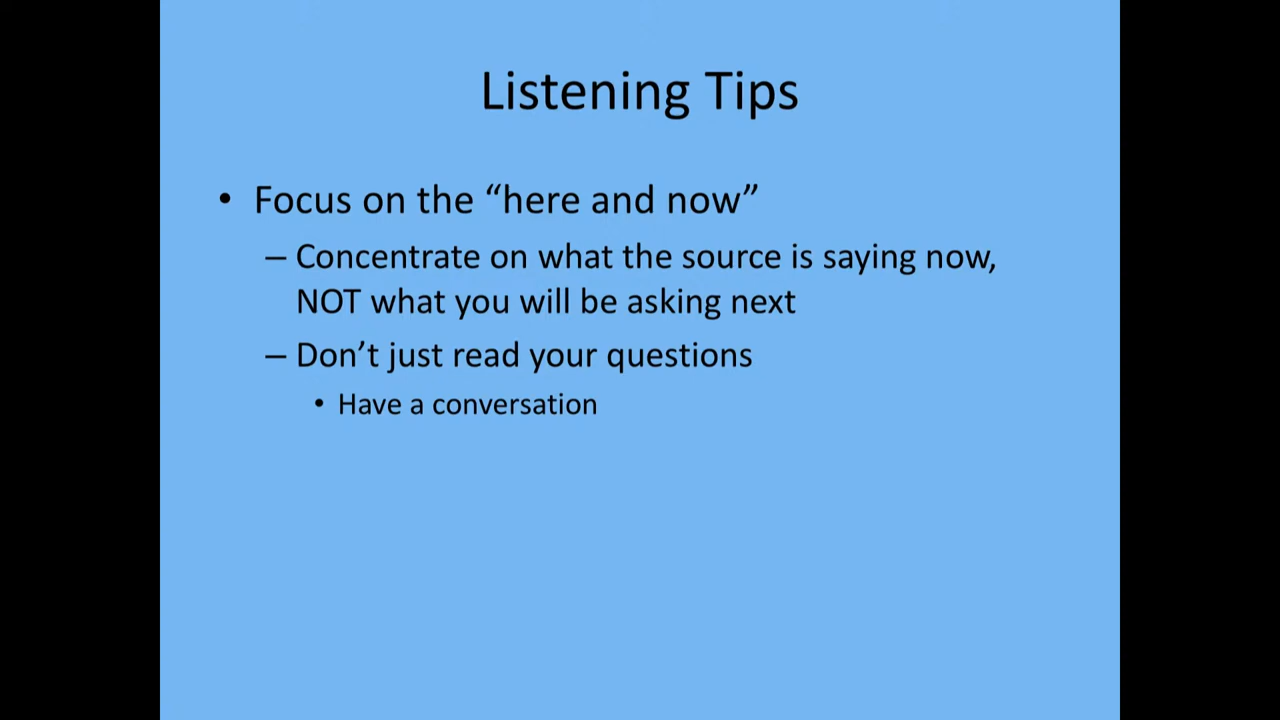 Listening Tips
• Focus on the “here and now”
– Concentrate on what the source is saying now,
NOT what you will be asking next
– Don’t just read your questions
• Have a conversation